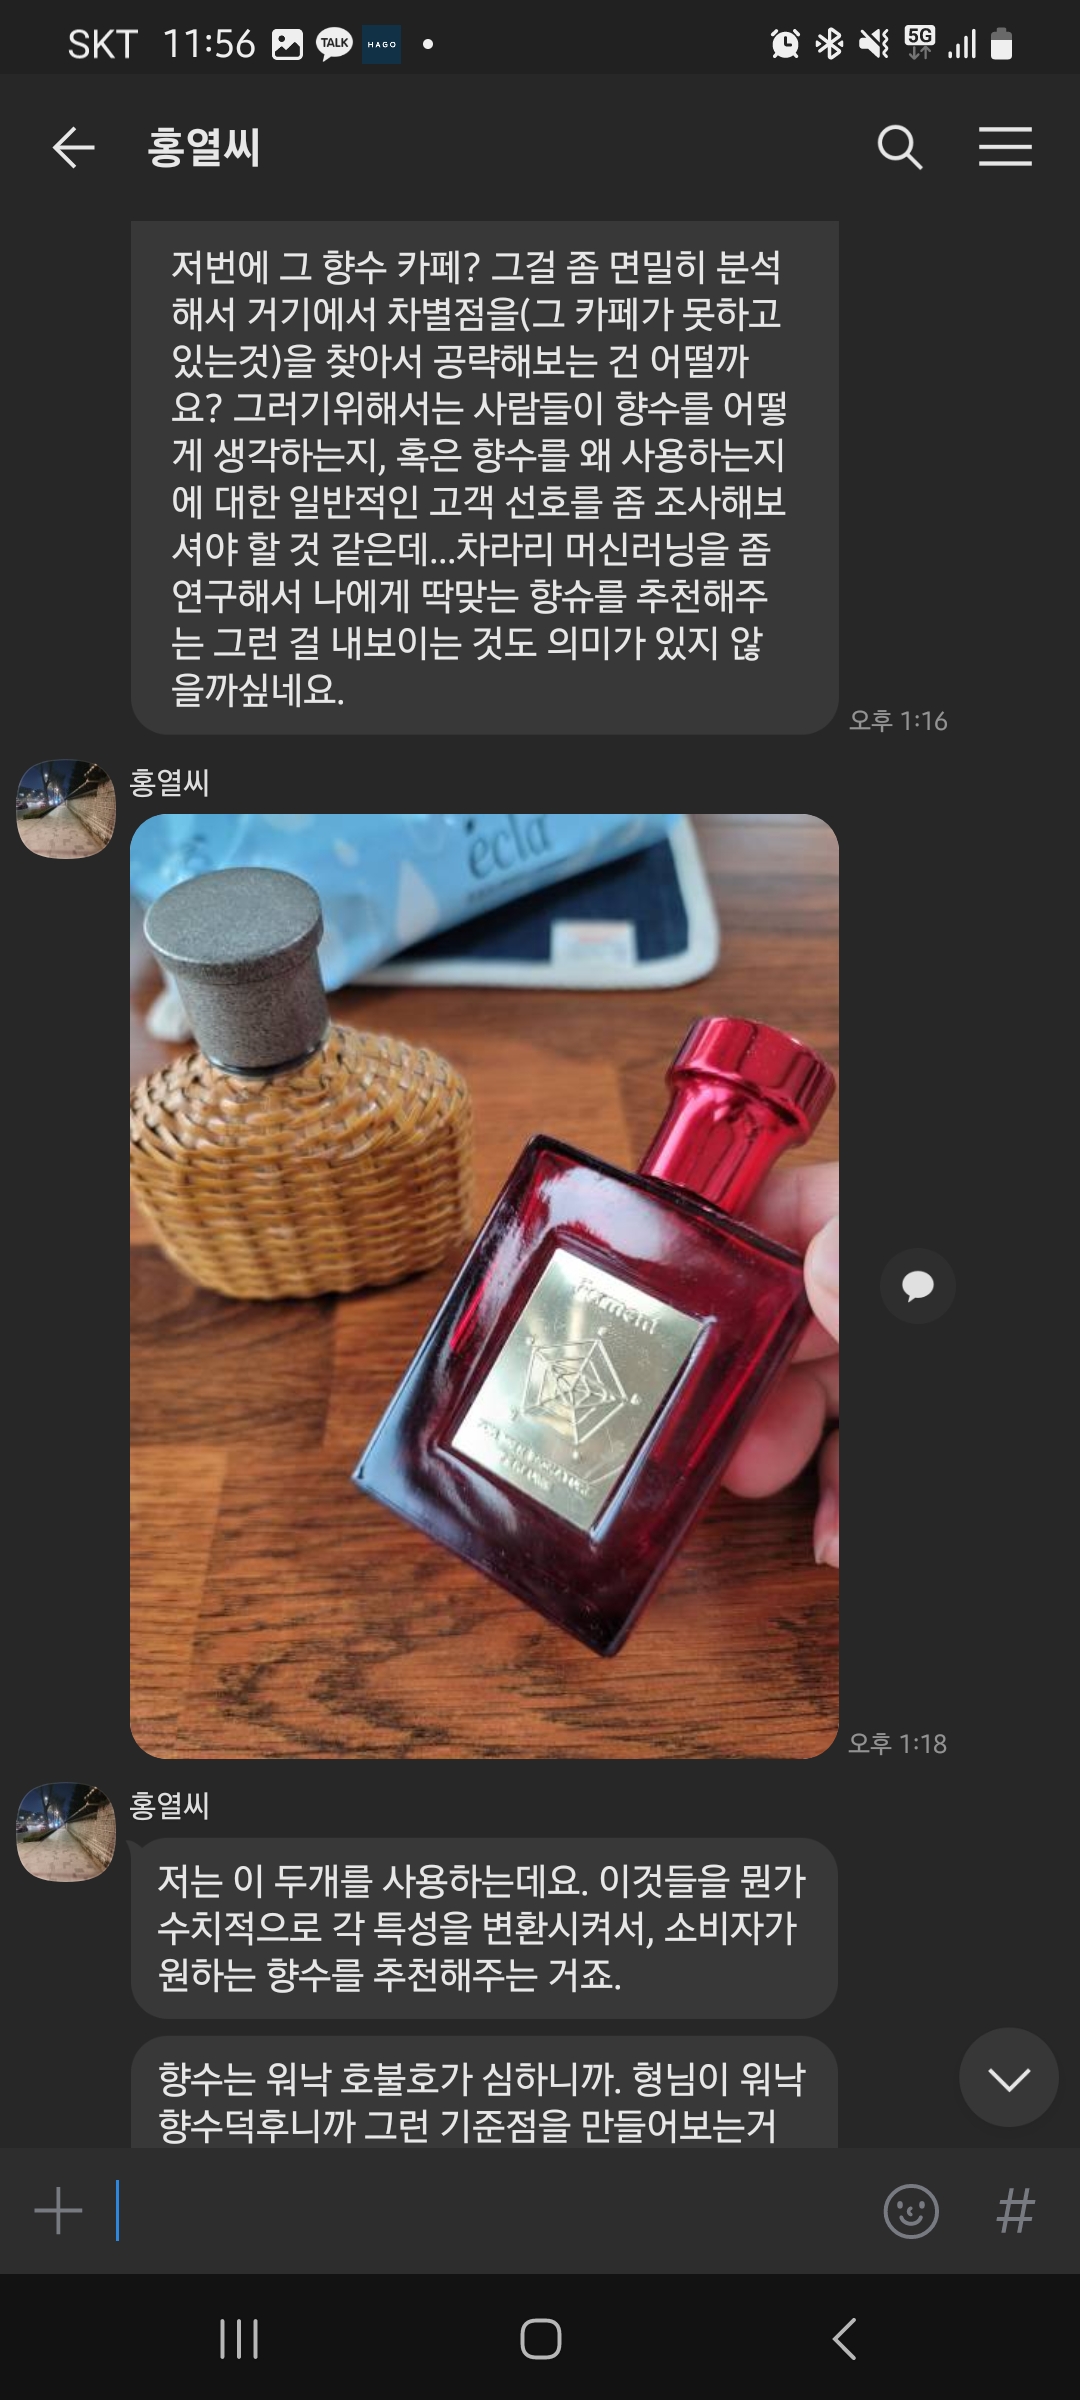 SKT 11:56 TALK HAGO 5G
홍열씨
저번에 그 향수 카페? 그걸 좀 면밀히 분석
해서 거기에서 차별점을(그 카페가 못하고
있는것)을 찾아서 공략해보는 건 어떨까
요? 그러기위해서는 사람들이 향수를 어떻
게 생각하는지, 혹은 향수를 왜 사용하는지
에 대한 일반적인 고객 선호를 좀 조사해보
셔야 할 것 같은데...차라리 머신러닝을 좀
연구해서 나에게 딱맞는 향슈를 추천해주
는 그런 걸 내보이는 것도 의미가 있지 않
을까싶네요.
오후 1:16
홍열씨
écla
forment
오후 1:18
홍열씨
저는 이 두개를 사용하는데요. 이것들을 뭔가
수치적으로 각 특성을 변환시켜서, 소비자가
원하는 향수를 추천해주는 거죠.
향수는 워낙 호불호가 심하니까. 형님이 워낙
향수덕후니까 그런 기준점을 만들어보는거
#